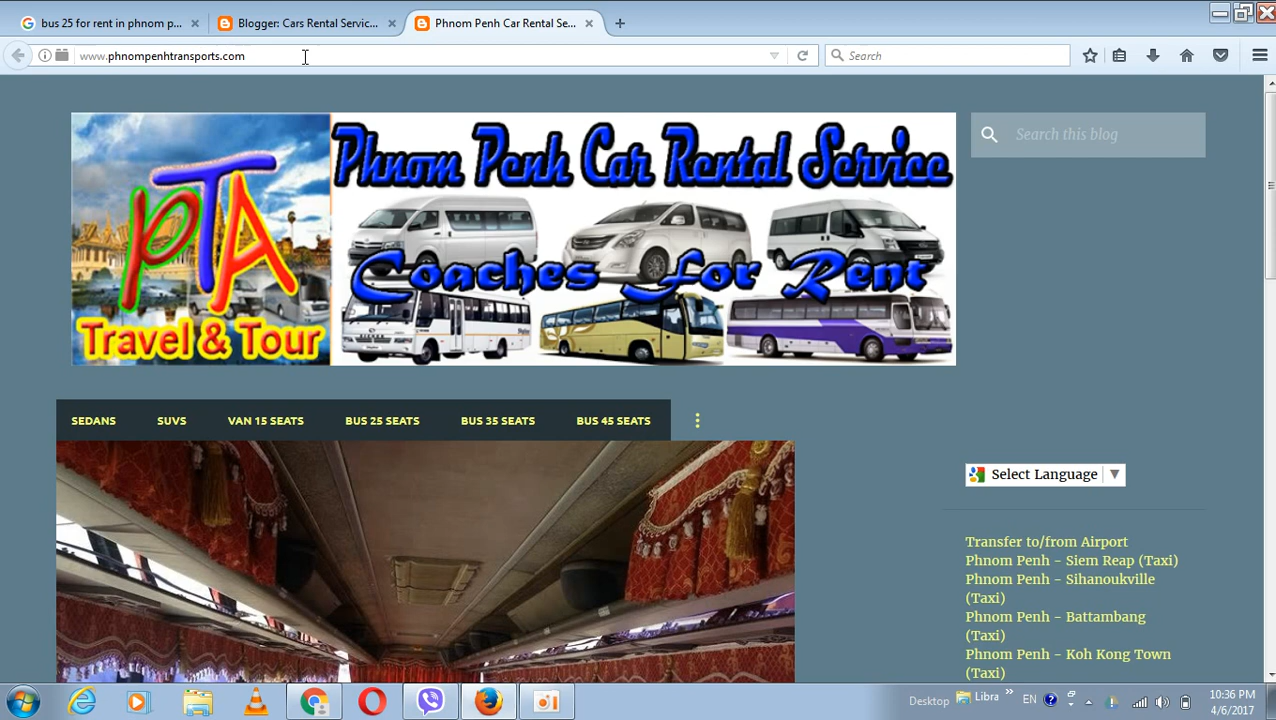 bus 25 for rent in phnom p...
Blogger: Cars Rental Servic...
Phnom Penh Car Rental Se...
www.phnompenhtransports.com
Search
PTA
Travel & Tour
Phnom Penh Car Rental Service
Coaches For Rent
Search this blog
SEDANS
SUVS
VAN 15 SEATS
BUS 25 SEATS
BUS 35 SEATS
BUS 45 SEATS
Select Language
Transfer to/from Airport
Phnom Penh - Siem Reap (Taxi)
Phnom Penh - Sihanoukville
(Taxi)
Phnom Penh - Battambang
(Taxi)
Phnom Penh - Koh Kong Town
(Taxi)
Desktop
Libra
EN
10:36 PM
4/6/2017